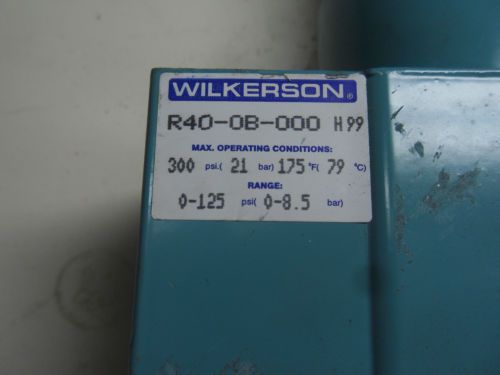 WILKERSON®
R40-0B-000 H99
MAX. OPERATING CONDITIONS:
300 psi.( 21 bar) 175 °F( 79 °C)
RANGE:
0-125 psi( 0-8.5 bar)